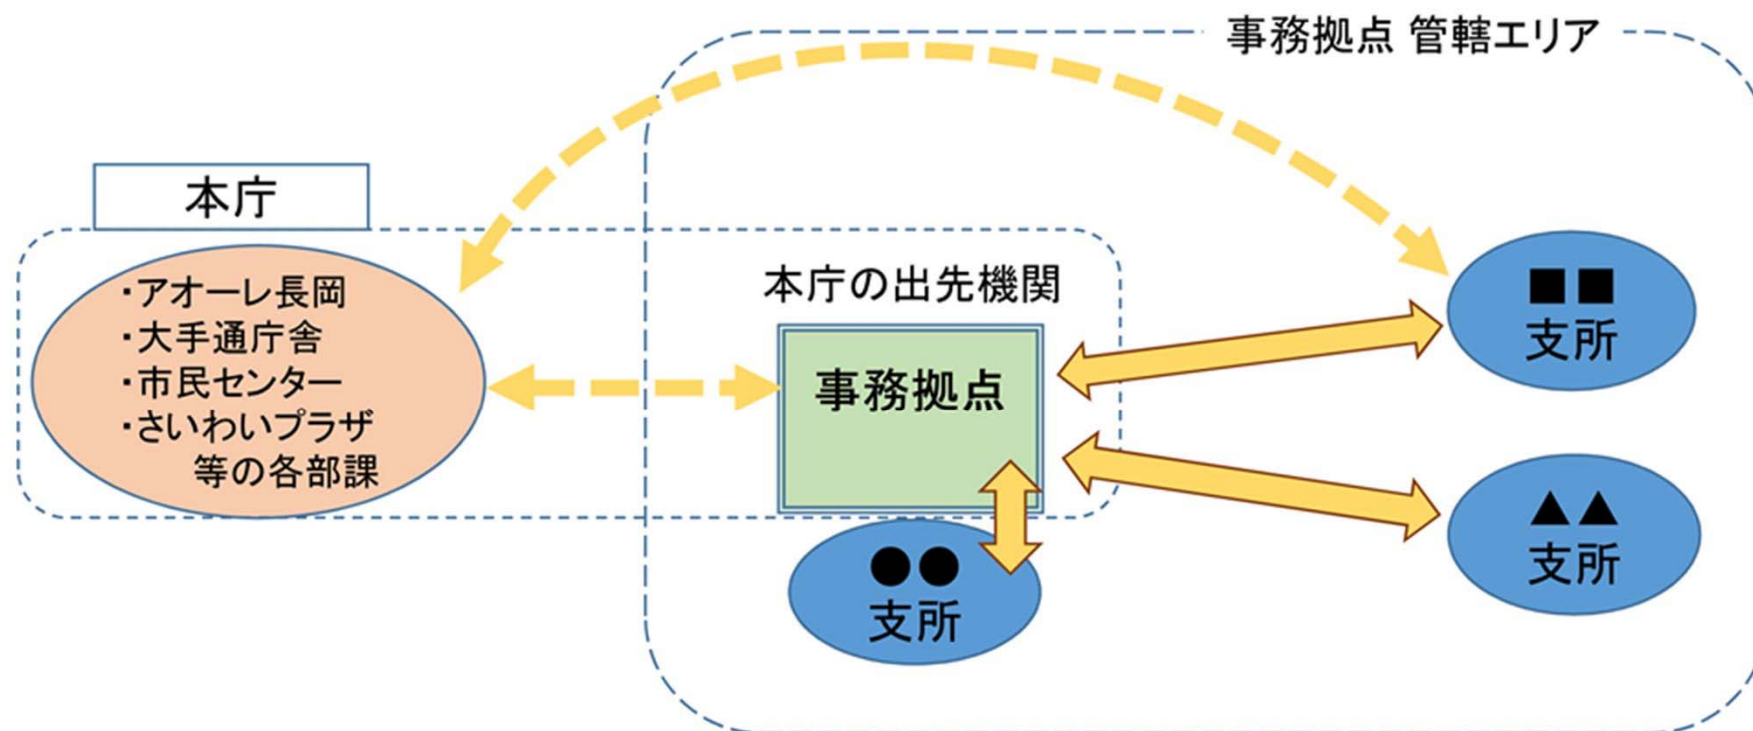 事務拠点 管轄エリア
本庁
・アオーレ長岡
・大手通庁舎
・市民センター
・さいわいプラザ
等の各部課
本庁の出先機関
事務拠点
■■
支所
▲▲
支所
●●
支所